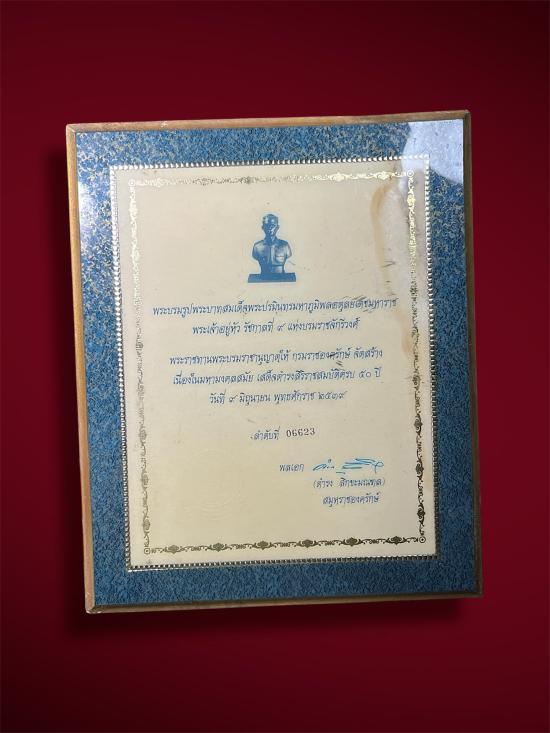 พระบรมรูปพระบาทสมเด็จพระปรมินทรมหาภูมิพลอดุลยเดชมหาราช
พระเจ้าอยู่หัว รัชกาลที่ ๙ แห่งบรมราชจักรีวงศ์
พระราชทานพระบรมราชานุญาตให้ กรมราชองครักษ์ จัดสร้าง
เนื่องในมหามงคลสมัย เสด็จดำรงสิริราชสมบัติครบ ๕๐ ปี
วันที่ ๙ มิถุนายน พุทธศักราช ๒๕๓๙
ลำดับที่ 06623
พลเอก
(ดำรง สิกขะมณฑล)
สมุหราชองครักษ์